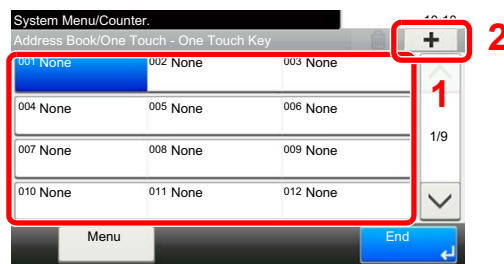 System Menu/Counter.
Address Book/One Touch - One Touch Key
+
2
001 None 002 None 003 None
1
004 None 005 None 006 None
1/9
007 None 008 None 009 None
010 None 011 None 012 None
Menu End